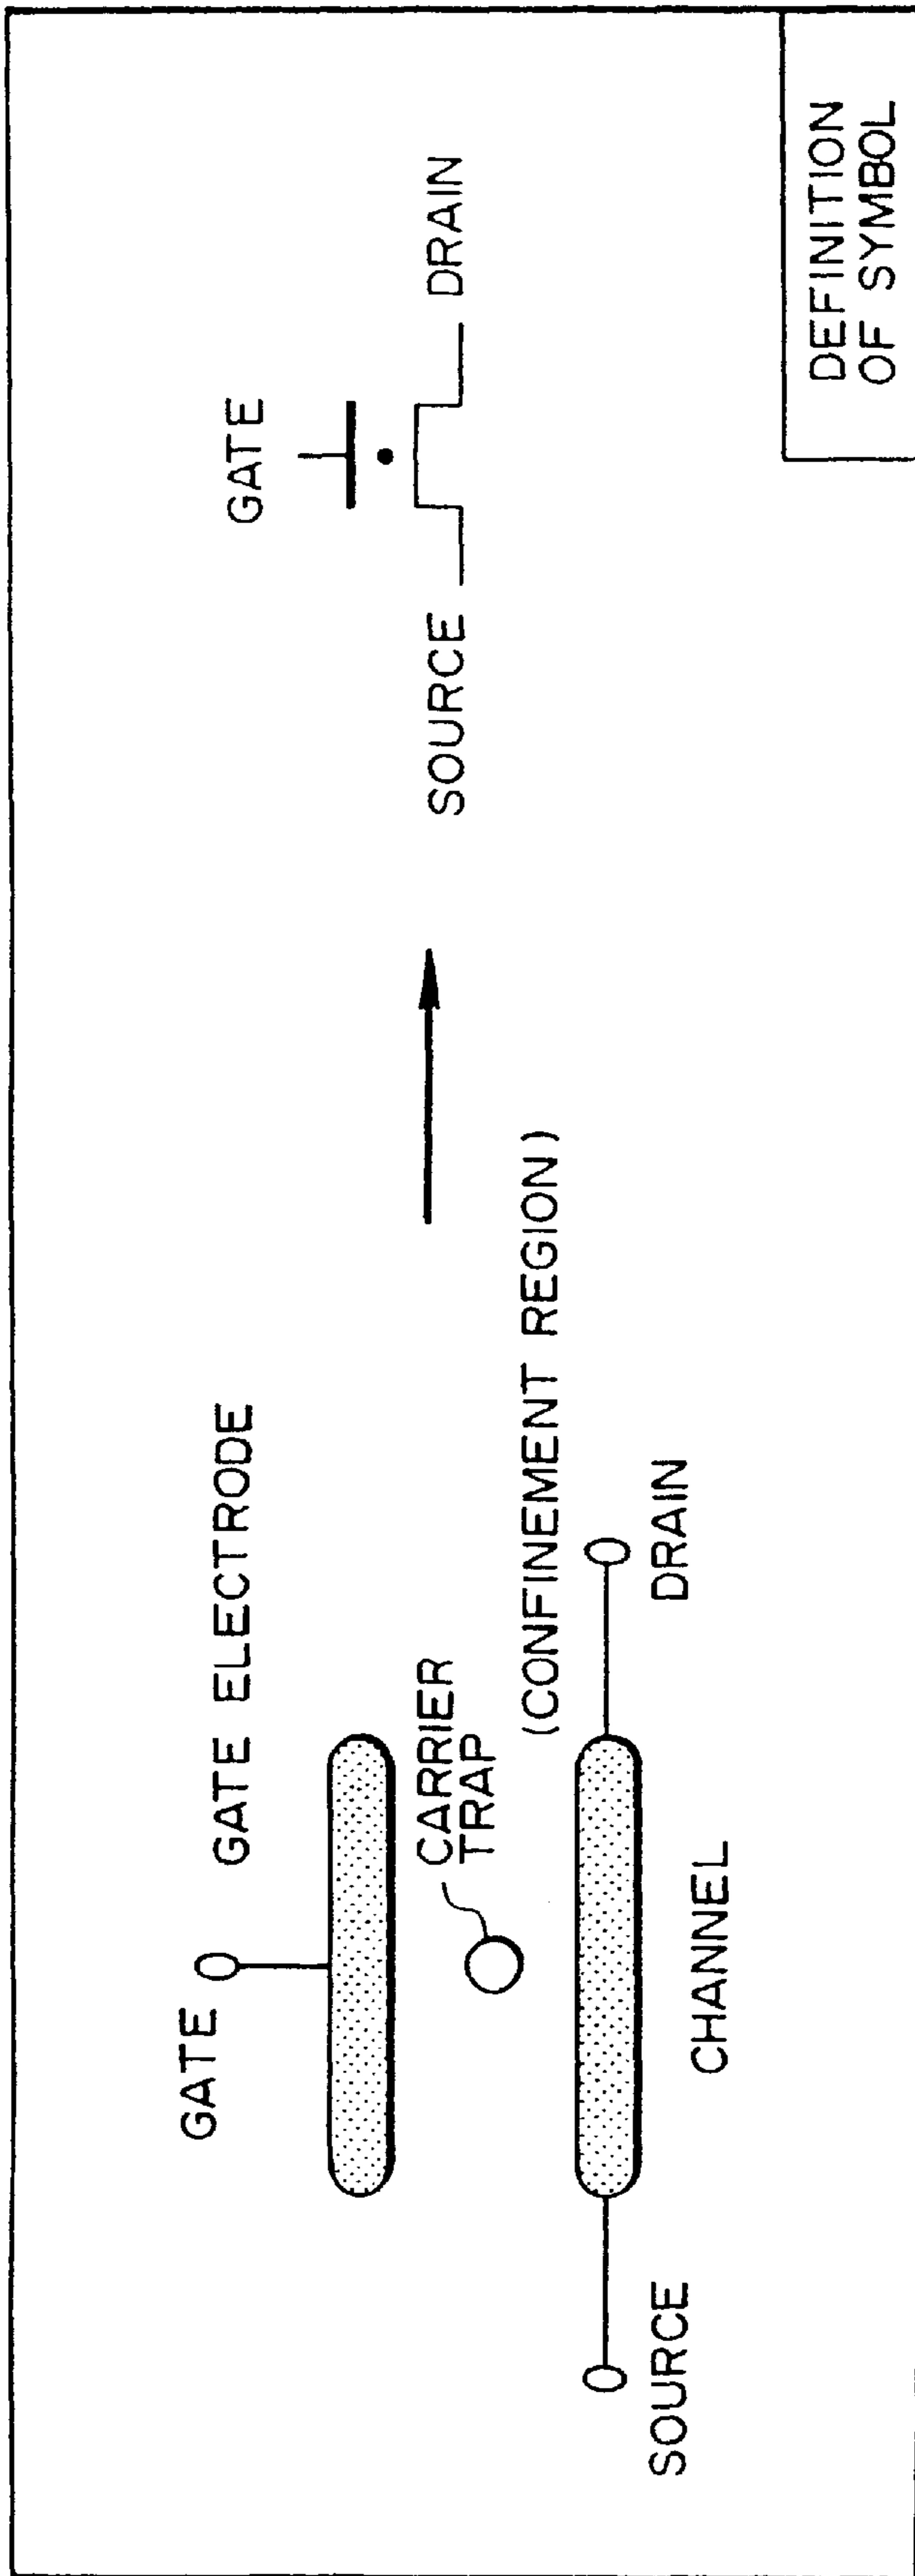 GATE
GATE ELECTRODE
CARRIER
TRAP
(CONFINEMENT REGION)
SOURCE
DRAIN
CHANNEL
GATE
SOURCE
DRAIN
DEFINITION
OF SYMBOL